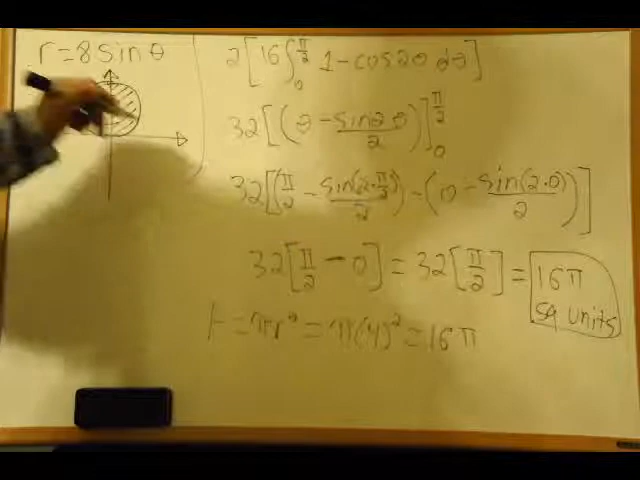 r = 8 sin θ
2[16∫₀^(π/2) 1 - cos2θ dθ]
32[(θ - sin2θ/2)]₀^(π/2)
32[(π/2 - sin(2·π/2)/2) - (0 - sin(2·0)/2)]
32[π/2 - 0] = 32[π/2] = 16π sq units
A = πr² = π(4)² = 16π